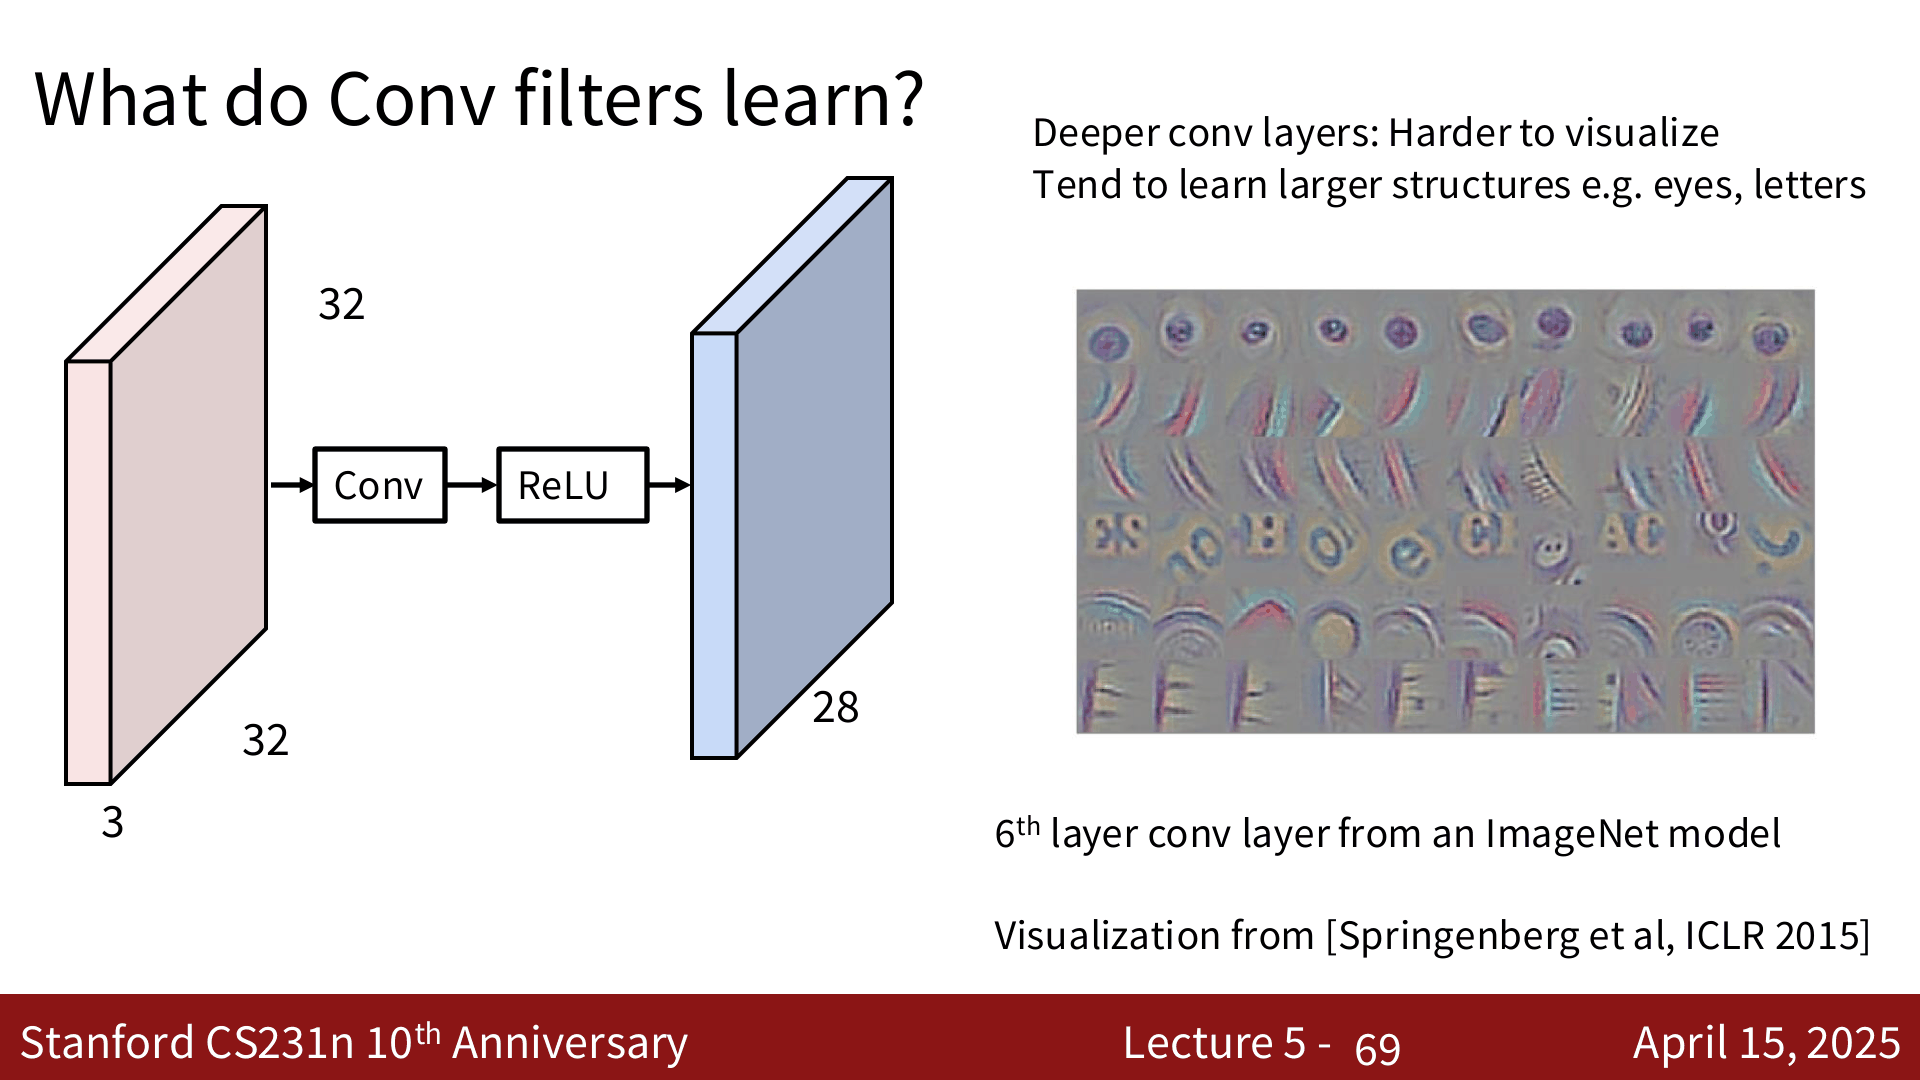 What do Conv filters learn?
Deeper conv layers: Harder to visualize
Tend to learn larger structures e.g. eyes, letters
32
32
3
Conv
ReLU
28
ES
H
e
AC
6th layer conv layer from an ImageNet model
Visualization from [Springenberg et al, ICLR 2015]
Stanford CS231n 10th Anniversary
Lecture 5 - 69
April 15, 2025